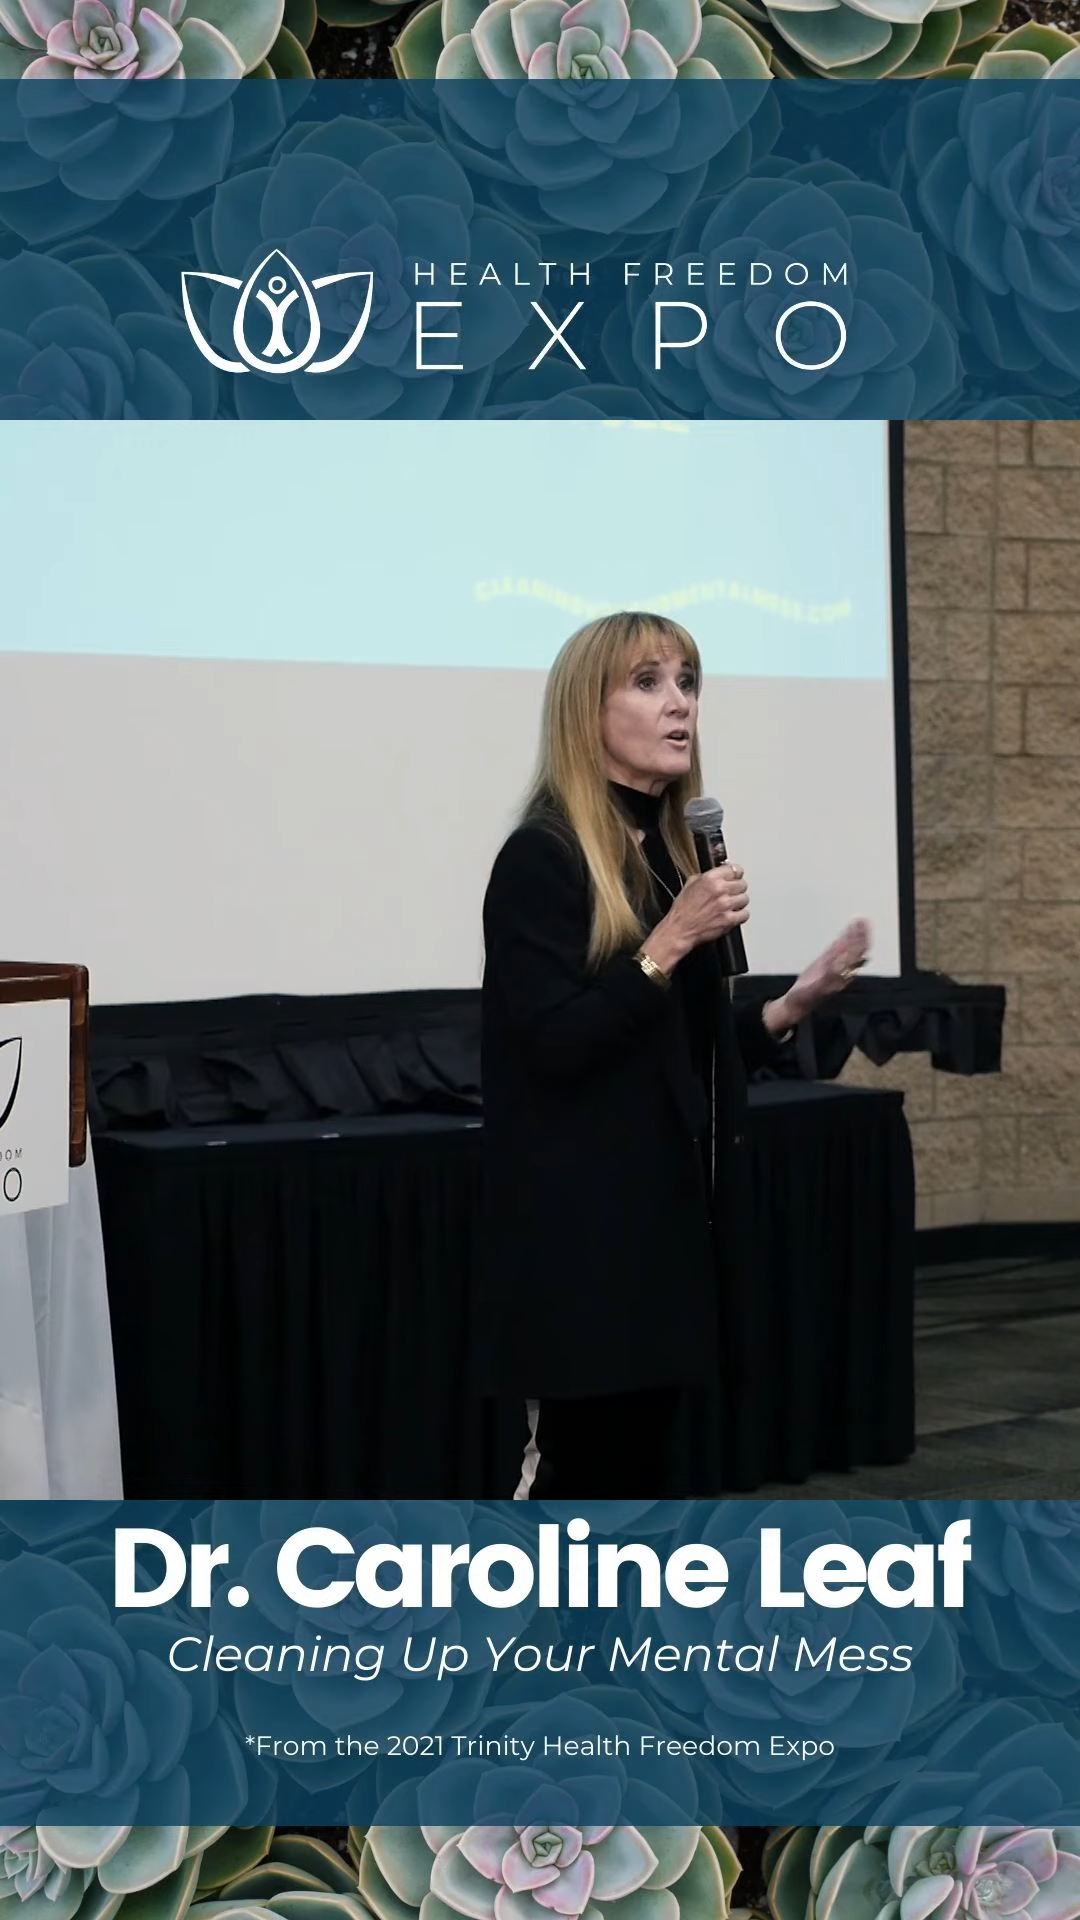 HEALTH FREEDOM
EXPO
Dr. Caroline Leaf
Cleaning Up Your Mental Mess
*From the 2021 Trinity Health Freedom Expo